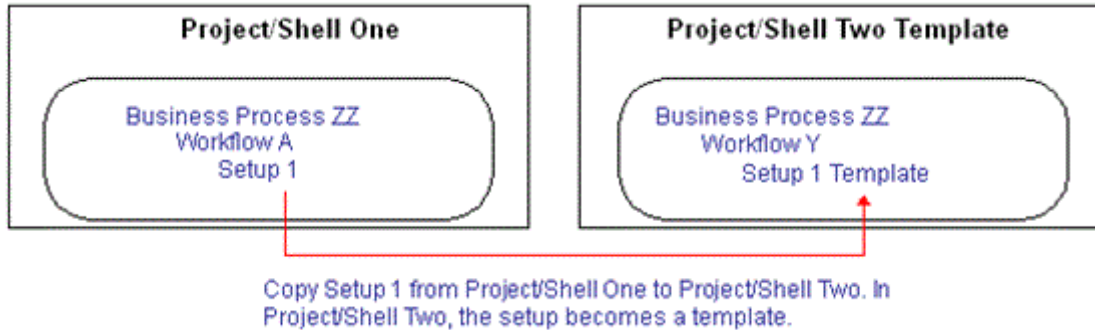 Project/Shell One
Business Process ZZ
Workflow A
Setup 1
Project/Shell Two Template
Business Process ZZ
Workflow Y
Setup 1 Template
Copy Setup 1 from Project/Shell One to Project/Shell Two. In
Project/Shell Two, the setup becomes a template.